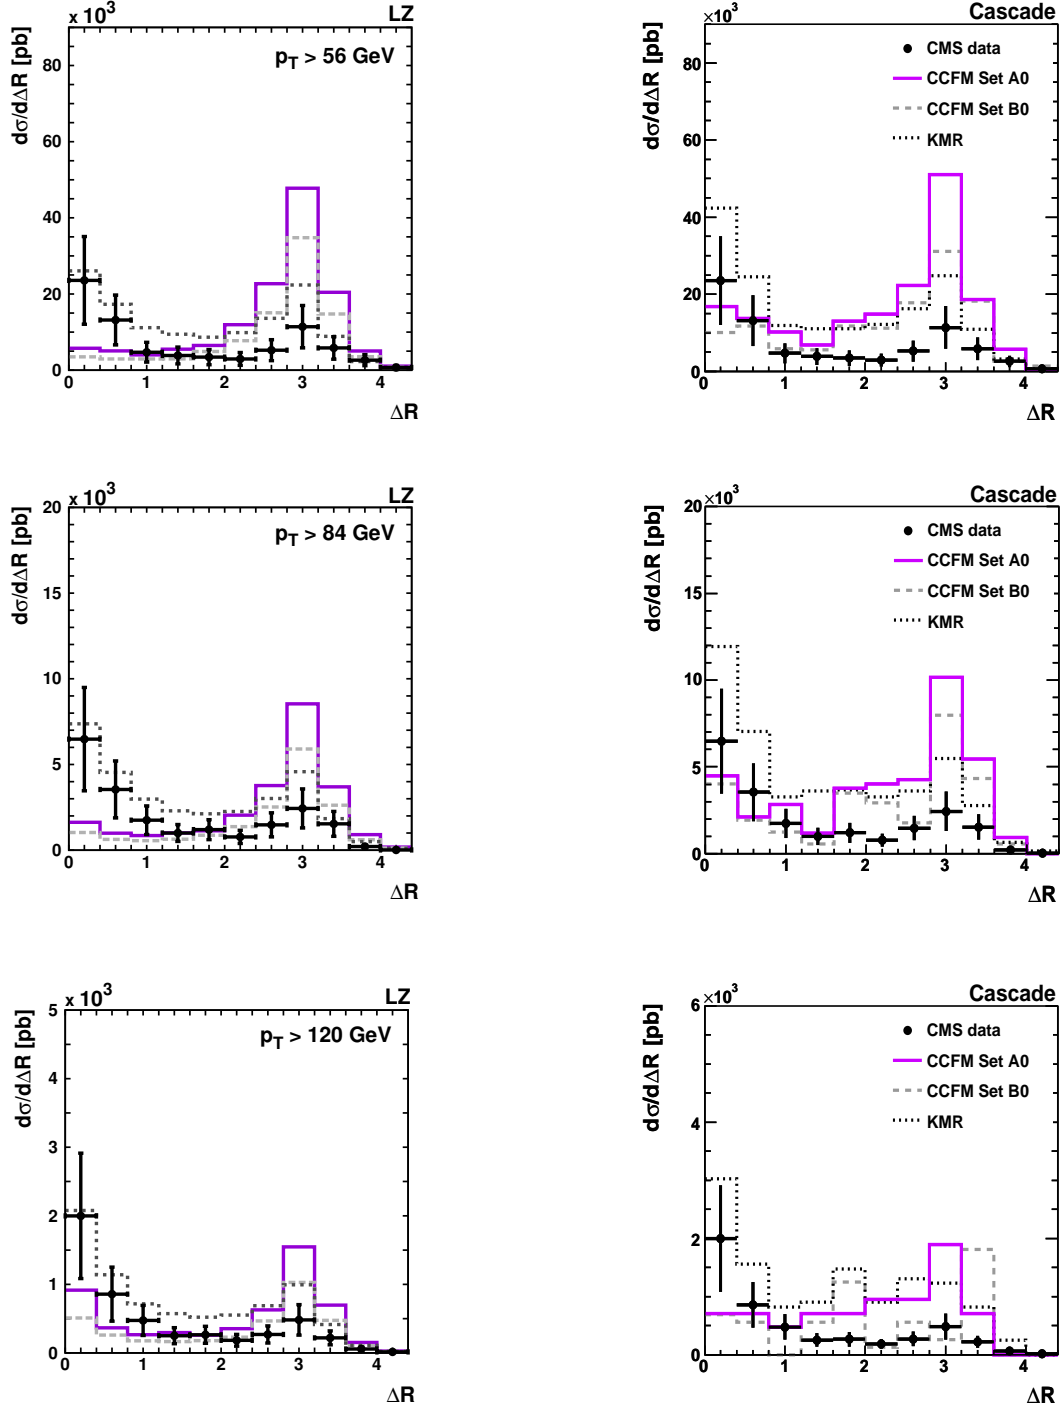 × 10³ LZ
dσ/dΔR [pb]
p_T > 56 GeV
80
60
40
20
0
0 1 2 3 4
ΔR
×10³ Cascade
dσ/dΔR [pb]
CMS data
CCFM Set A0
CCFM Set B0
KMR
80
60
40
20
0
0 1 2 3 4
ΔR
× 10³ LZ
dσ/dΔR [pb]
p_T > 84 GeV
20
15
10
5
0
0 1 2 3 4
ΔR
×10³ Cascade
dσ/dΔR [pb]
CMS data
CCFM Set A0
CCFM Set B0
KMR
20
15
10
5
0
0 1 2 3 4
ΔR
× 10³ LZ
dσ/dΔR [pb]
p_T > 120 GeV
5
4
3
2
1
0
0 1 2 3 4
ΔR
×10³ Cascade
dσ/dΔR [pb]
CMS data
CCFM Set A0
CCFM Set B0
KMR
6
4
2
0
0 1 2 3 4
ΔR